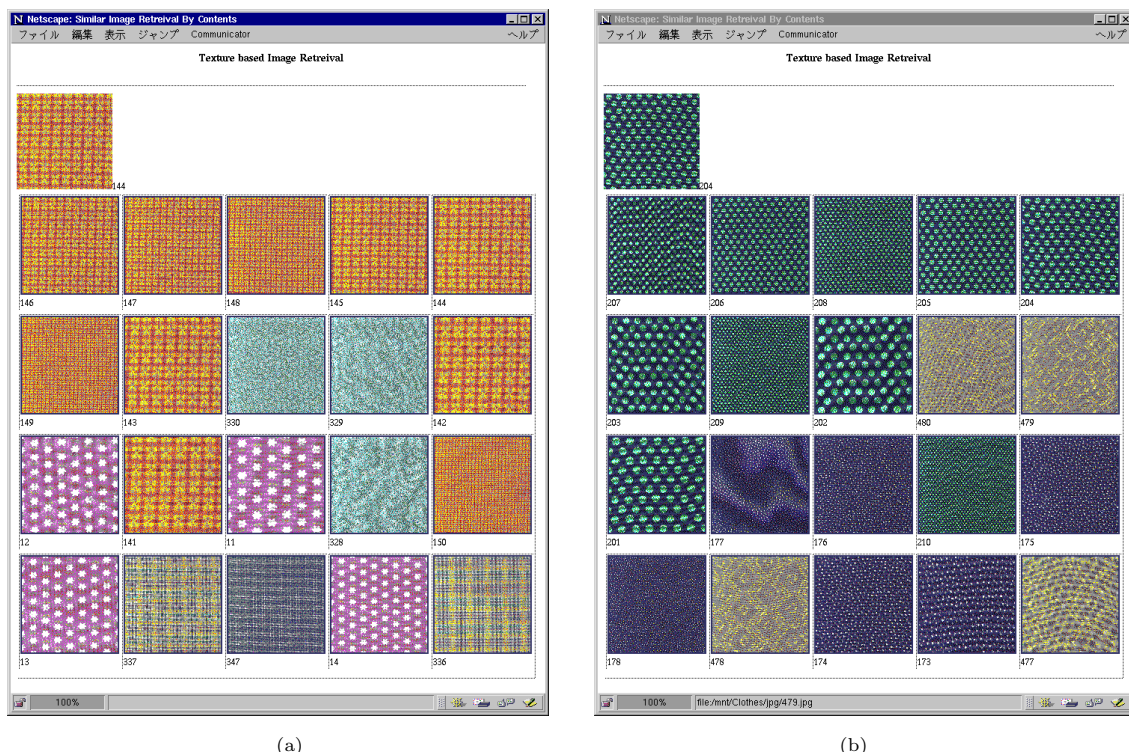 Netscape: Similar Image Retreival By Contents
ファイル 編集 表示 ジャンプ Communicator ヘルプ
Texture based Image Retreival
144
146 147 148 145 144
149 143 330 329 142
12 141 11 328 150
13 337 347 14 336
100%
(a)
Netscape: Similar Image Retreival By Contents
ファイル 編集 表示 ジャンプ Communicator ヘルプ
Texture based Image Retreival
204
207 206 208 205 204
203 209 202 480 479
201 177 176 210 175
178 478 174 173 477
100% file:/mnt/Clothes/jpg/479.jpg
(b)